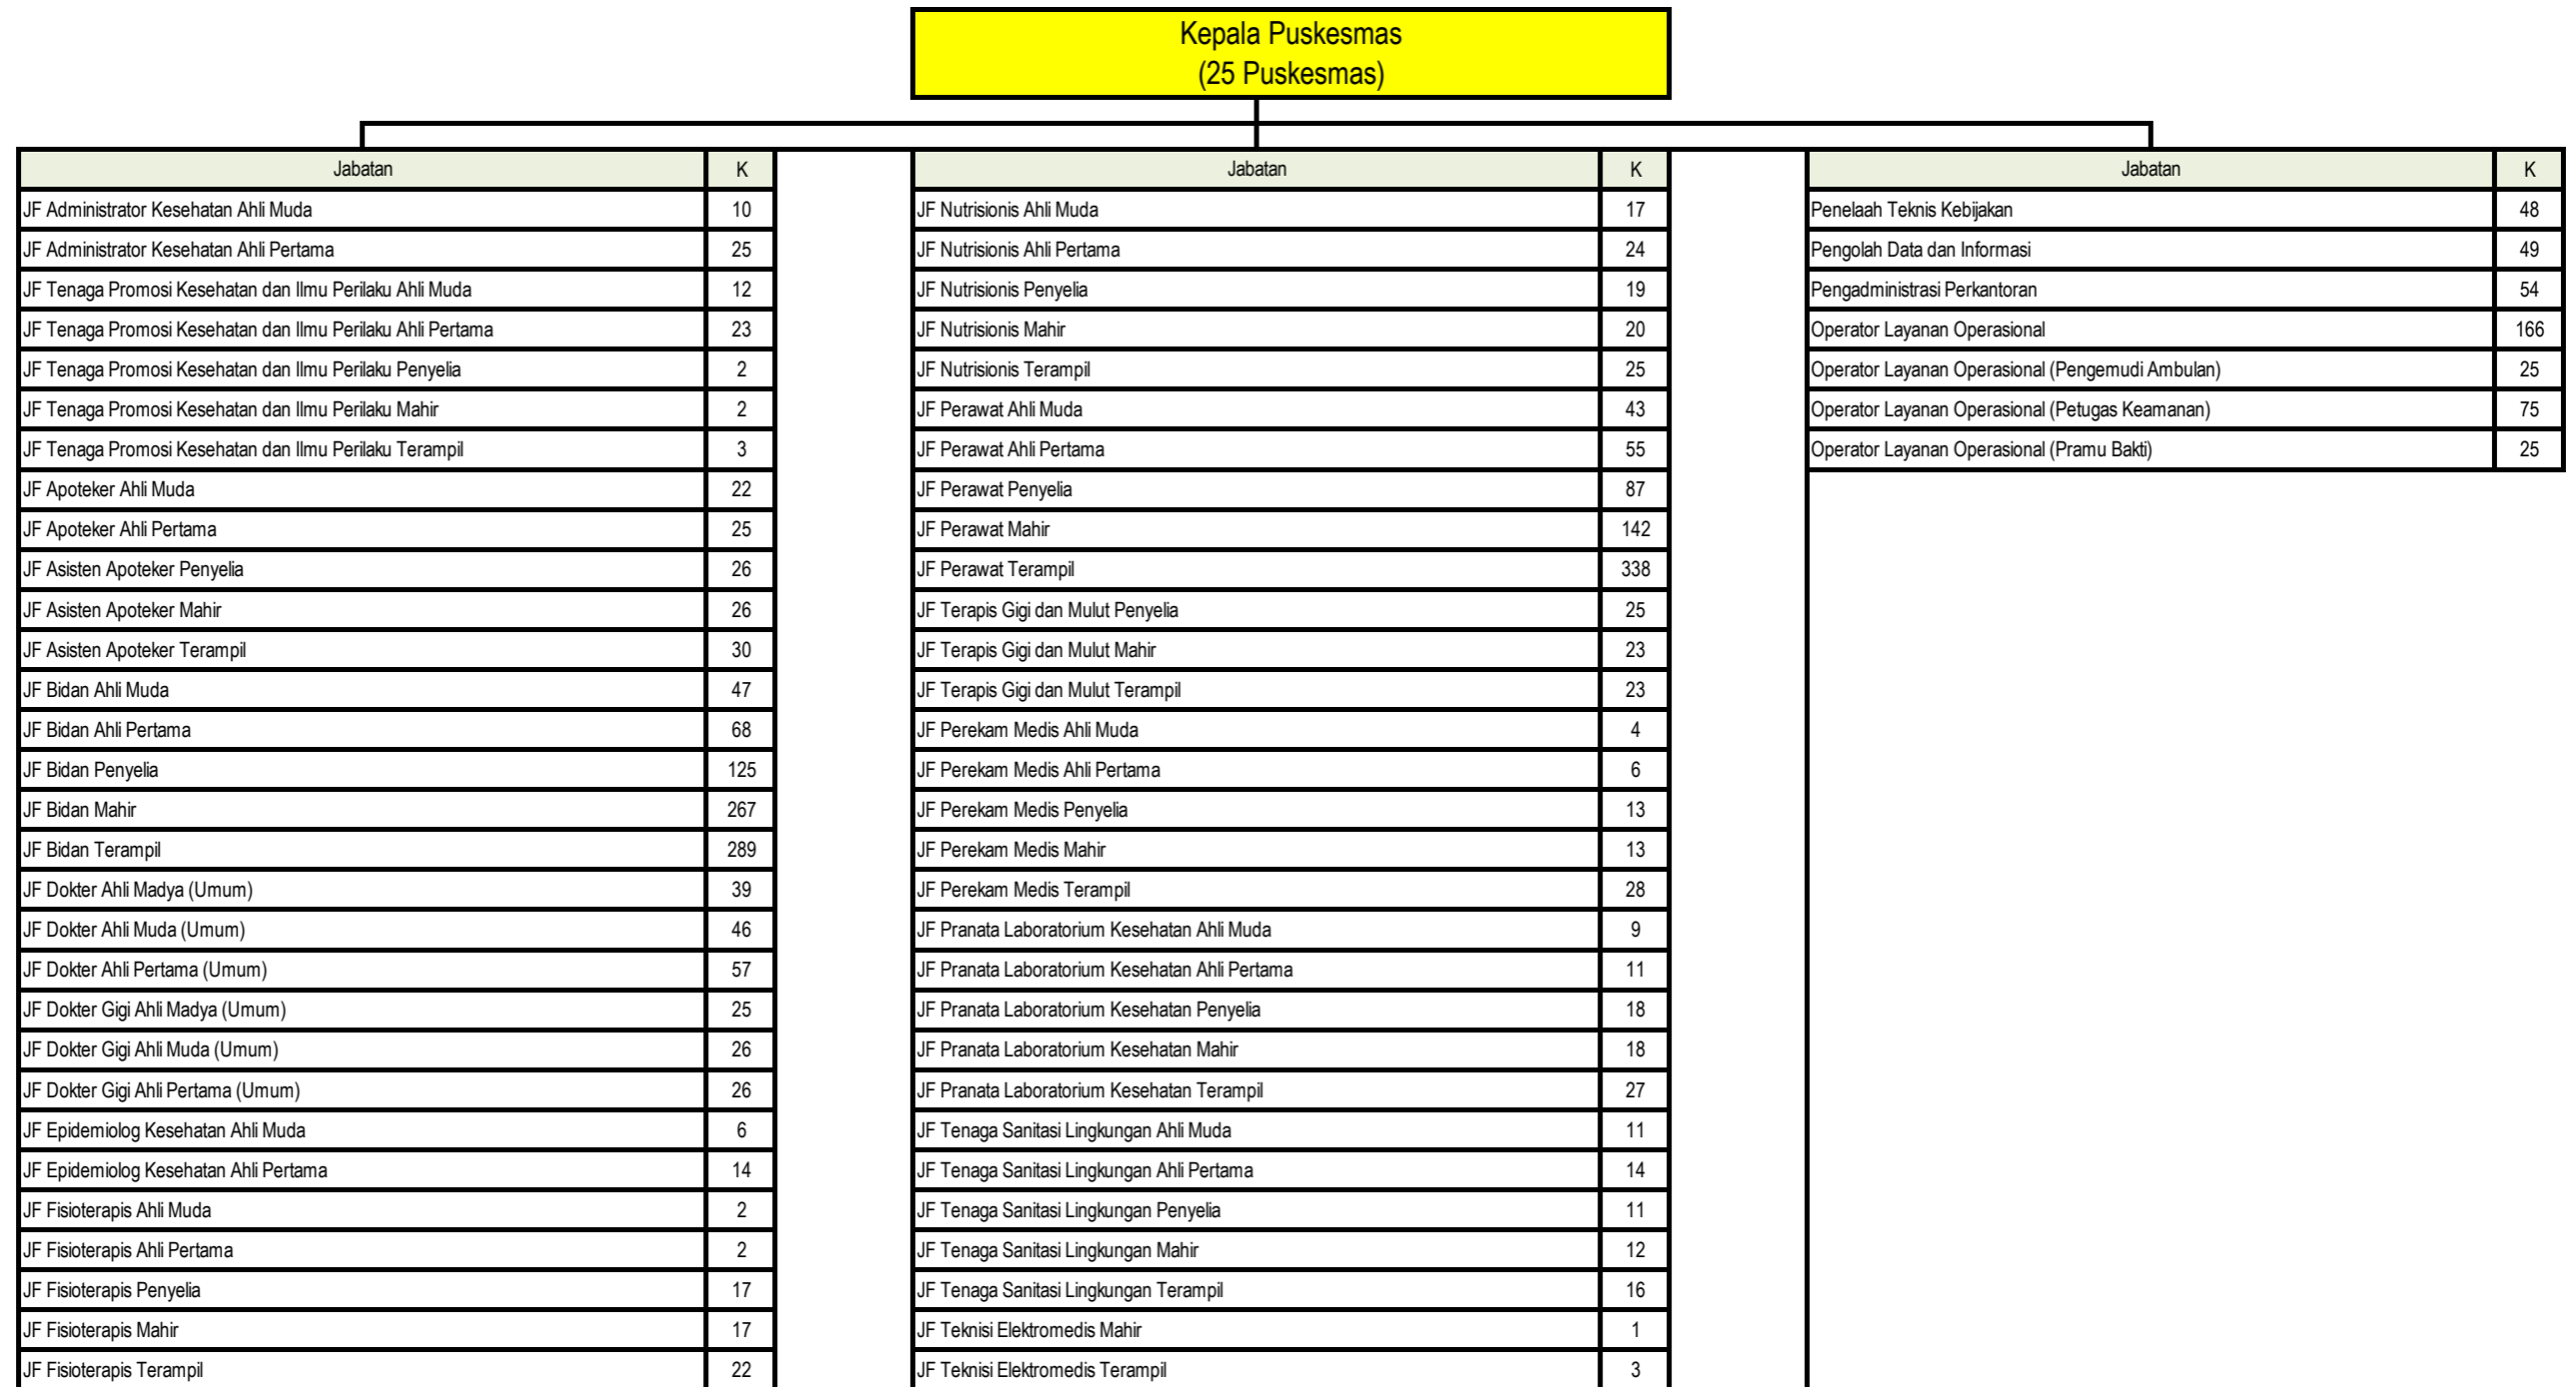 Kepala Puskesmas
(25 Puskesmas)
Jabatan K
JF Administrator Kesehatan Ahli Muda 10
JF Administrator Kesehatan Ahli Pertama 25
JF Tenaga Promosi Kesehatan dan Ilmu Perilaku Ahli Muda 12
JF Tenaga Promosi Kesehatan dan Ilmu Perilaku Ahli Pertama 23
JF Tenaga Promosi Kesehatan dan Ilmu Perilaku Penyelia 2
JF Tenaga Promosi Kesehatan dan Ilmu Perilaku Mahir 2
JF Tenaga Promosi Kesehatan dan Ilmu Perilaku Terampil 3
JF Apoteker Ahli Muda 22
JF Apoteker Ahli Pertama 25
JF Asisten Apoteker Penyelia 26
JF Asisten Apoteker Mahir 26
JF Asisten Apoteker Terampil 30
JF Bidan Ahli Muda 47
JF Bidan Ahli Pertama 68
JF Bidan Penyelia 125
JF Bidan Mahir 267
JF Bidan Terampil 289
JF Dokter Ahli Madya (Umum) 39
JF Dokter Ahli Muda (Umum) 46
JF Dokter Ahli Pertama (Umum) 57
JF Dokter Gigi Ahli Madya (Umum) 25
JF Dokter Gigi Ahli Muda (Umum) 26
JF Dokter Gigi Ahli Pertama (Umum) 26
JF Epidemiolog Kesehatan Ahli Muda 6
JF Epidemiolog Kesehatan Ahli Pertama 14
JF Fisioterapis Ahli Muda 2
JF Fisioterapis Ahli Pertama 2
JF Fisioterapis Penyelia 17
JF Fisioterapis Mahir 17
JF Fisioterapis Terampil 22
Jabatan K
JF Nutrisionis Ahli Muda 17
JF Nutrisionis Ahli Pertama 24
JF Nutrisionis Penyelia 19
JF Nutrisionis Mahir 20
JF Nutrisionis Terampil 25
JF Perawat Ahli Muda 43
JF Perawat Ahli Pertama 55
JF Perawat Penyelia 87
JF Perawat Mahir 142
JF Perawat Terampil 338
JF Terapis Gigi dan Mulut Penyelia 25
JF Terapis Gigi dan Mulut Mahir 23
JF Terapis Gigi dan Mulut Terampil 23
JF Perekam Medis Ahli Muda 4
JF Perekam Medis Ahli Pertama 6
JF Perekam Medis Penyelia 13
JF Perekam Medis Mahir 13
JF Perekam Medis Terampil 28
JF Pranata Laboratorium Kesehatan Ahli Muda 9
JF Pranata Laboratorium Kesehatan Ahli Pertama 11
JF Pranata Laboratorium Kesehatan Penyelia 18
JF Pranata Laboratorium Kesehatan Mahir 18
JF Pranata Laboratorium Kesehatan Terampil 27
JF Tenaga Sanitasi Lingkungan Ahli Muda 11
JF Tenaga Sanitasi Lingkungan Ahli Pertama 14
JF Tenaga Sanitasi Lingkungan Penyelia 11
JF Tenaga Sanitasi Lingkungan Mahir 12
JF Tenaga Sanitasi Lingkungan Terampil 16
JF Teknisi Elektromedis Mahir 1
JF Teknisi Elektromedis Terampil 3
Jabatan K
Penelaah Teknis Kebijakan 48
Pengolah Data dan Informasi 49
Pengadministrasi Perkantoran 54
Operator Layanan Operasional 166
Operator Layanan Operasional (Pengemudi Ambulan) 25
Operator Layanan Operasional (Petugas Keamanan) 75
Operator Layanan Operasional (Pramu Bakti) 25